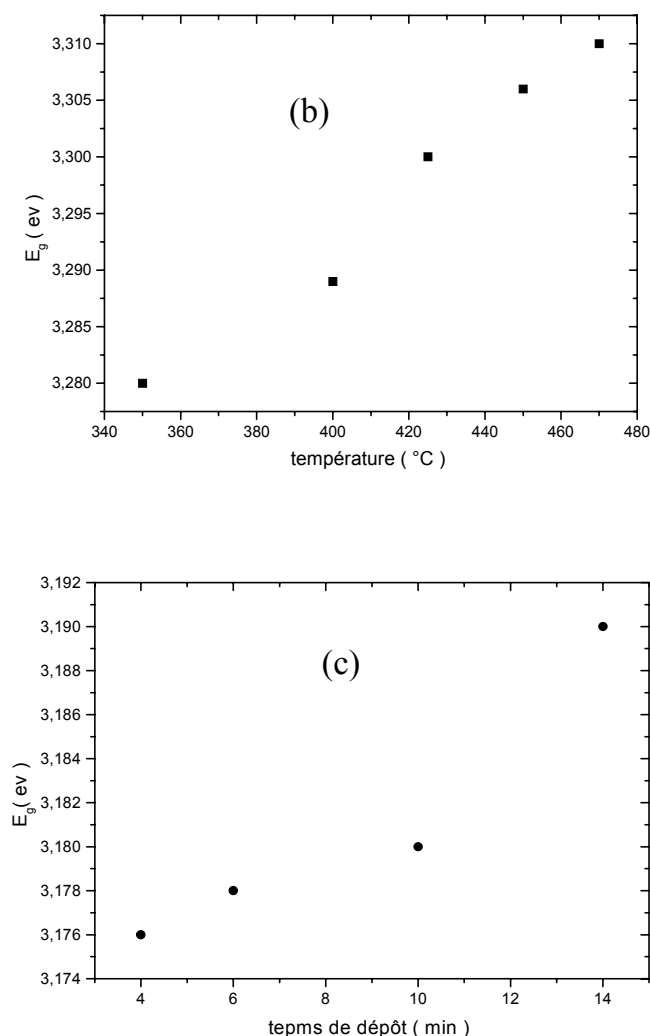 3,310
3,305
3,300
3,295
3,290
3,285
3,280
E_g ( ev )
(b)
340 360 380 400 420 440 460 480
température ( °C )
3,192
3,190
3,188
3,186
3,184
3,182
3,180
3,178
3,176
3,174
E_g( ev )
(c)
4 6 8 10 12 14
tepms de dépôt ( min )